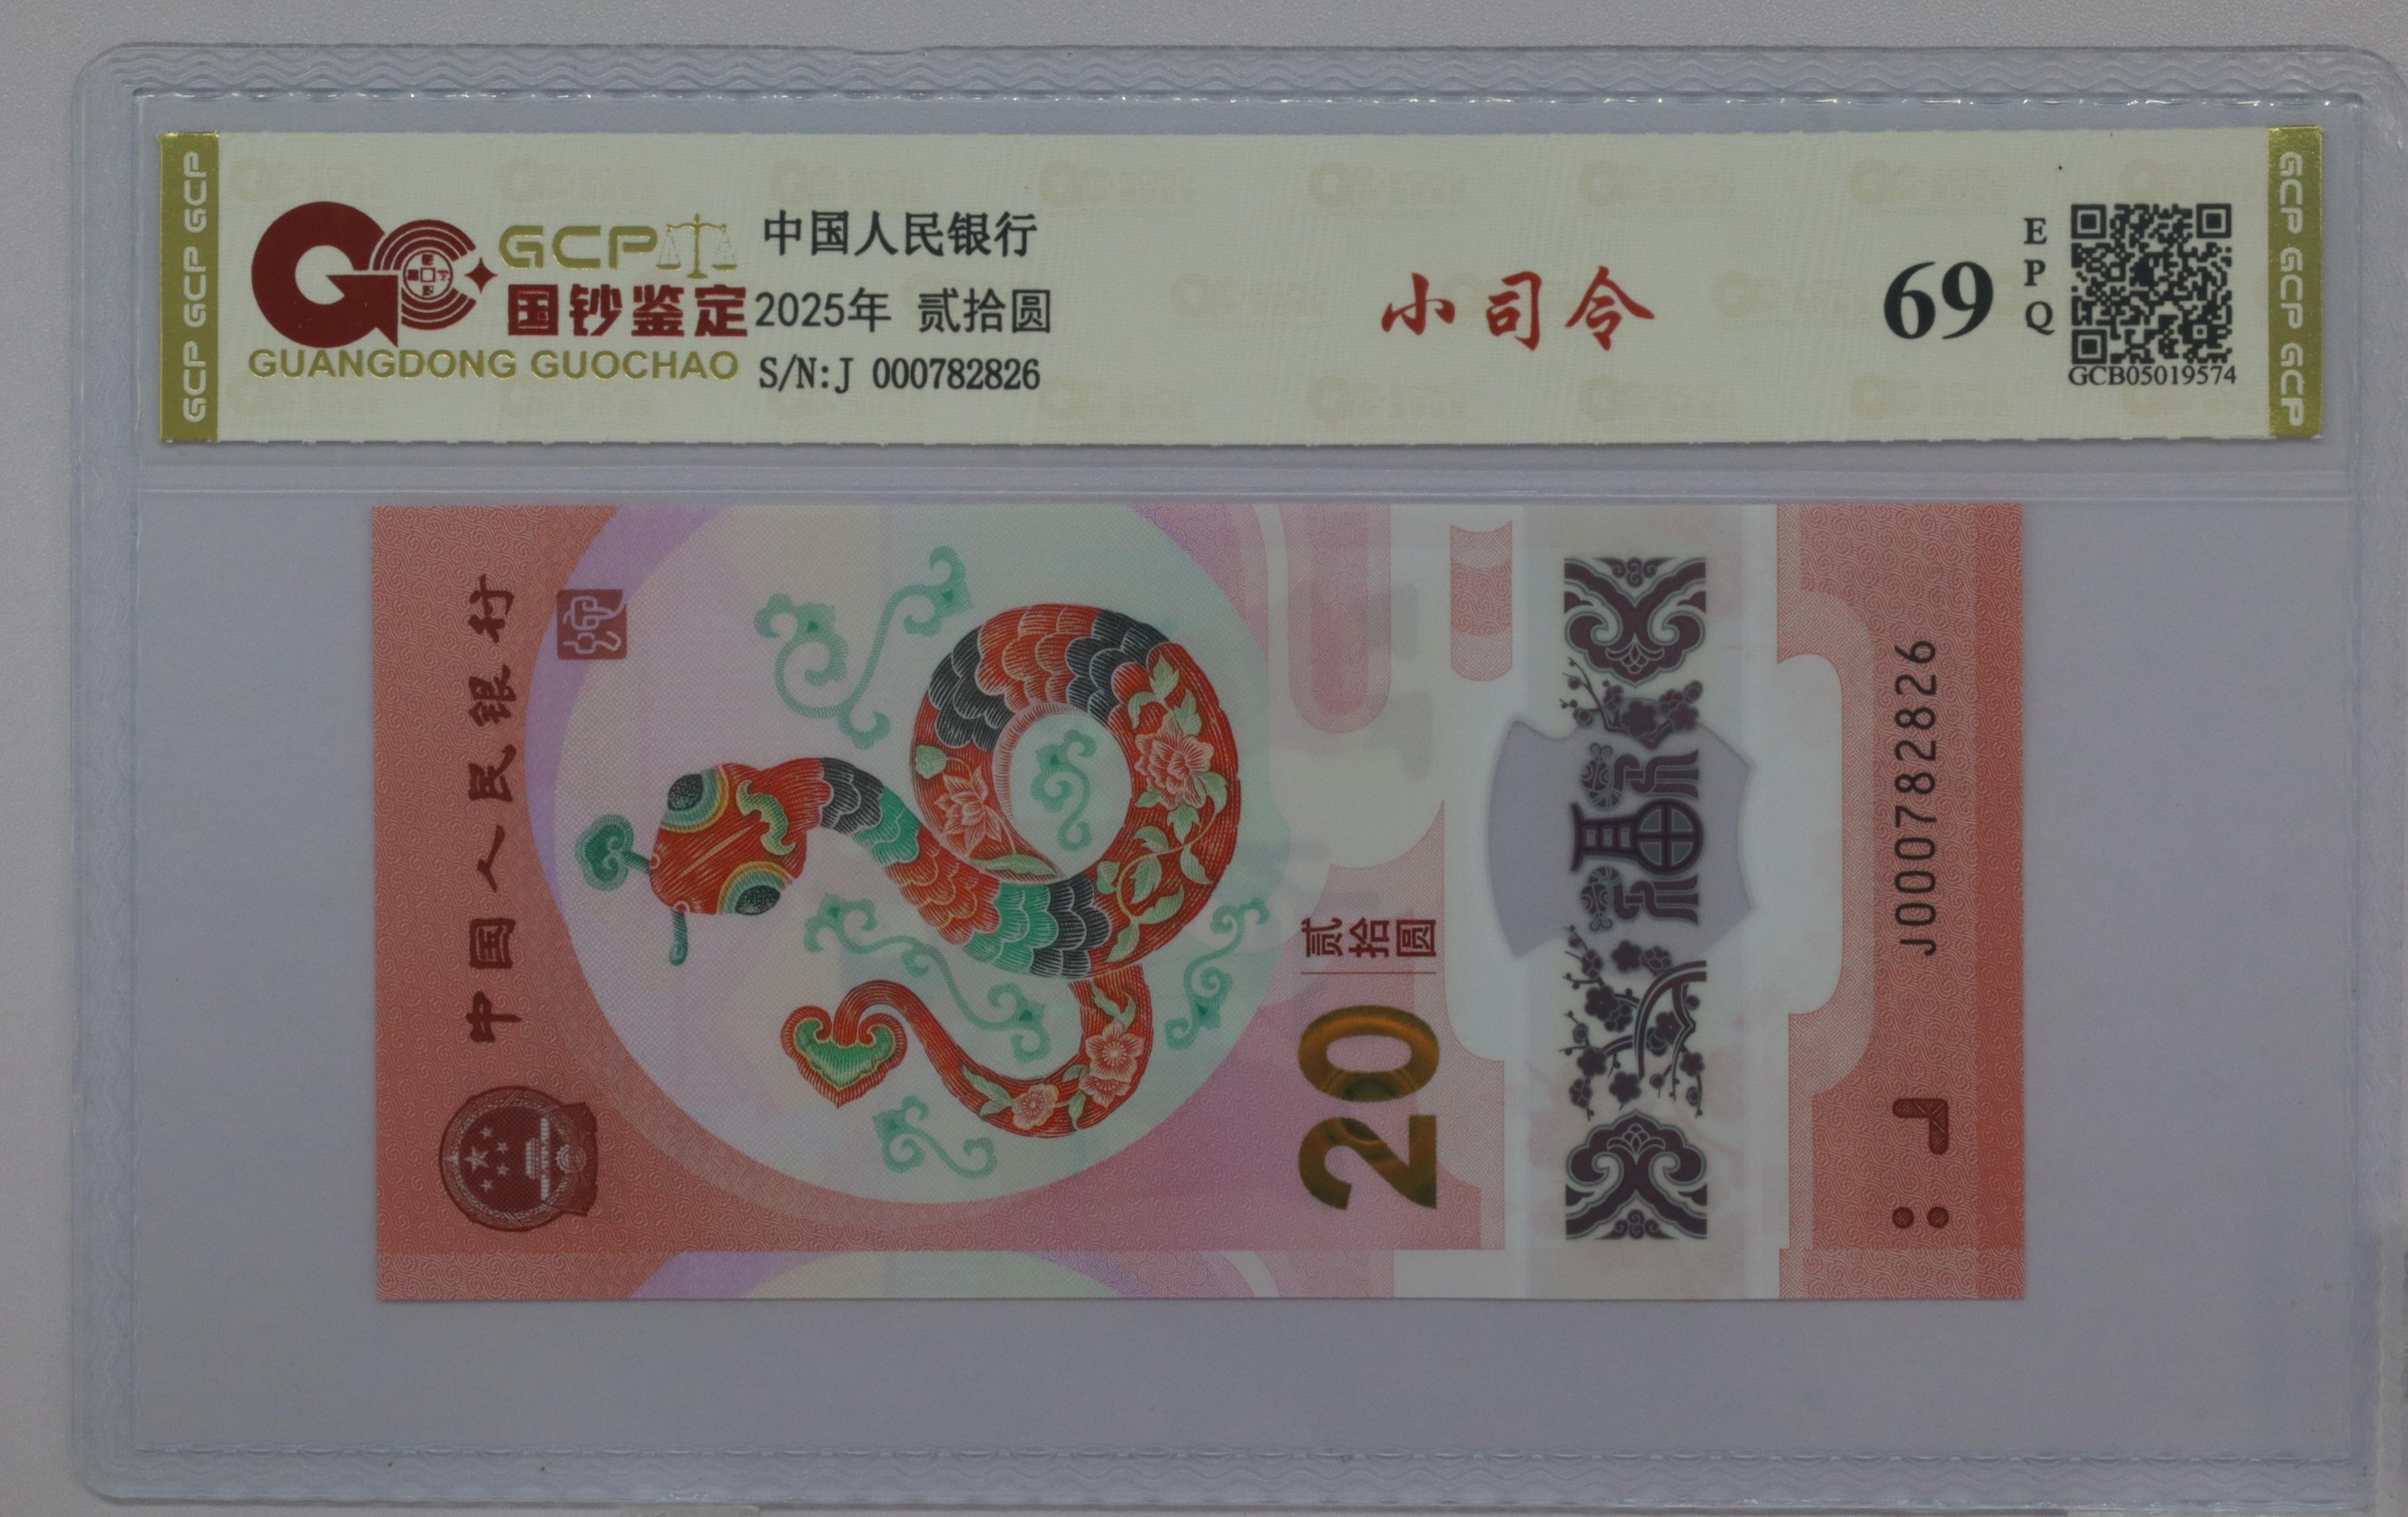 GCP GCP GCP
GCP
国钞鉴定
GUANGDONG GUOCHAO
中国人民银行
2025年 贰拾圆
S/N:J 000782826
小司令
69
EPQ
GCB05019574
GCP GCP GCP
中国人民银行
贰拾圆
20
福
J000782826